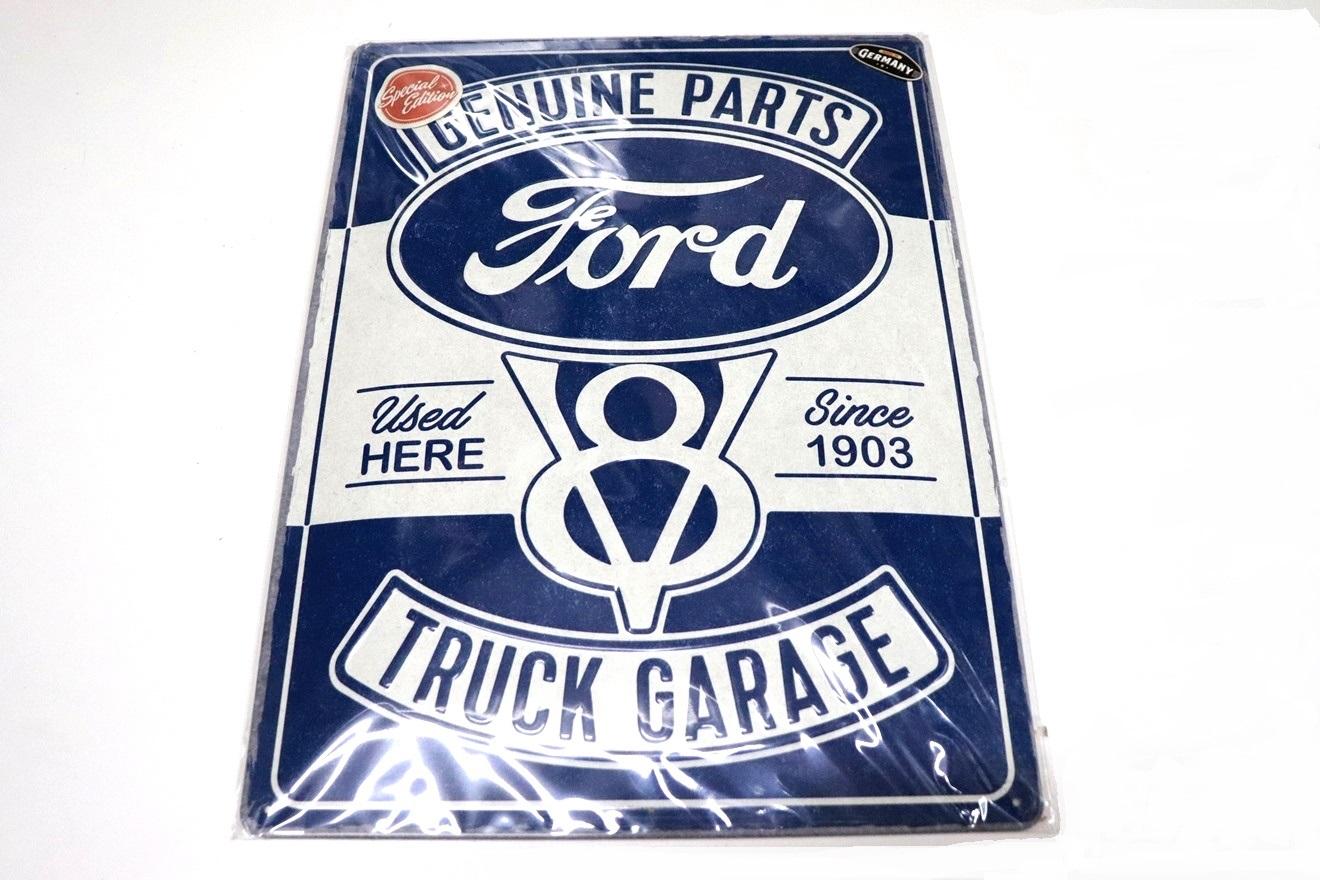 Special
Edition
GERMANY
GENUINE PARTS
Ford
V8
Used
HERE
Since
1903
TRUCK GARAGE